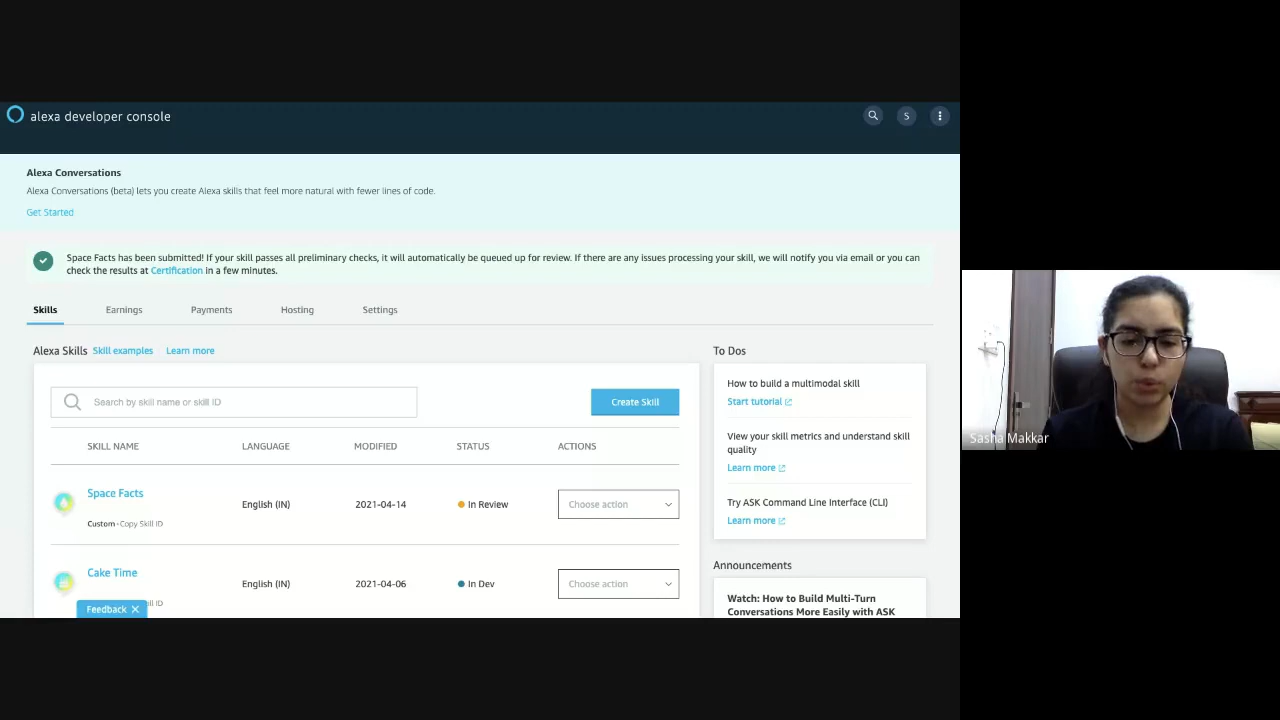 alexa developer console
S
Alexa Conversations
Alexa Conversations (beta) lets you create Alexa skills that feel more natural with fewer lines of code.
Get Started
Space Facts has been submitted! If your skill passes all preliminary checks, it will automatically be queued up for review. If there are any issues processing your skill, we will notify you via email or you can
check the results at Certification in a few minutes.
Skills Earnings Payments Hosting Settings
Alexa Skills Skill examples Learn more
Search by skill name or skill ID
Create Skill
SKILL NAME LANGUAGE MODIFIED STATUS ACTIONS
Space Facts
English (IN) 2021-04-14 In Review Choose action
Custom · Copy Skill ID
Cake Time
English (IN) 2021-04-06 In Dev Choose action
ill ID
Feedback
To Dos
How to build a multimodal skill
Start tutorial
View your skill metrics and understand skill
quality
Learn more
Try ASK Command Line Interface (CLI)
Learn more
Announcements
Watch: How to Build Multi-Turn
Conversations More Easily with ASK
Sasha Makkar